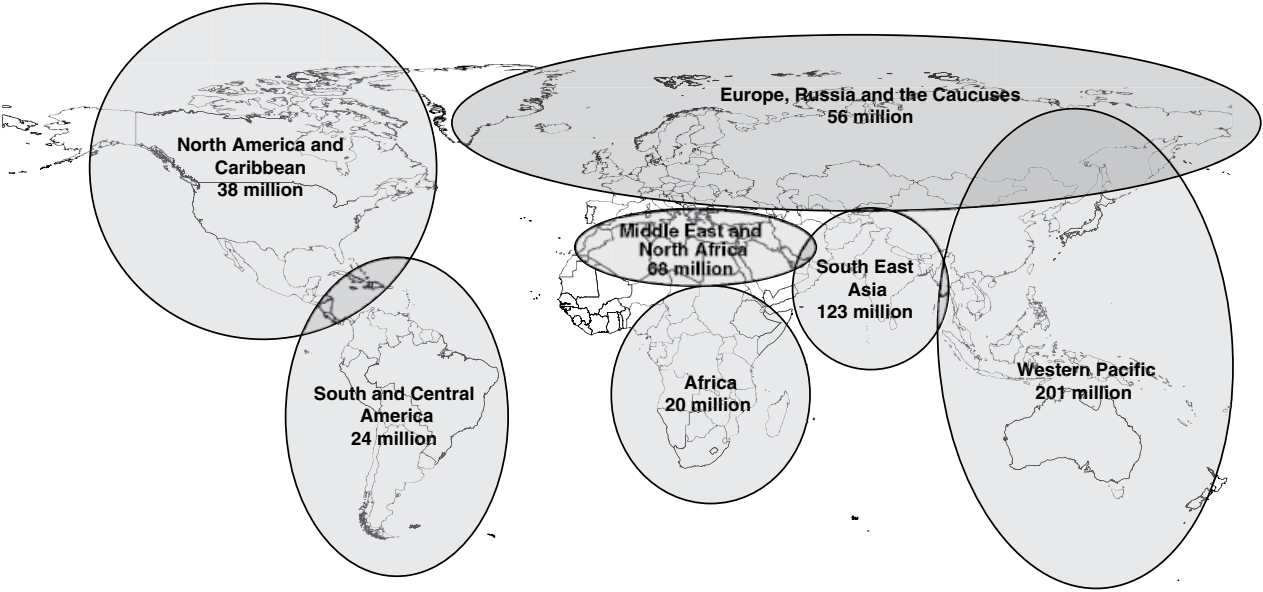 Europe, Russia and the Caucuses
56 million
North America and
Caribbean
38 million
Middle East and
North Africa
68 million
South East
Asia
123 million
Western Pacific
201 million
Africa
20 million
South and Central
America
24 million